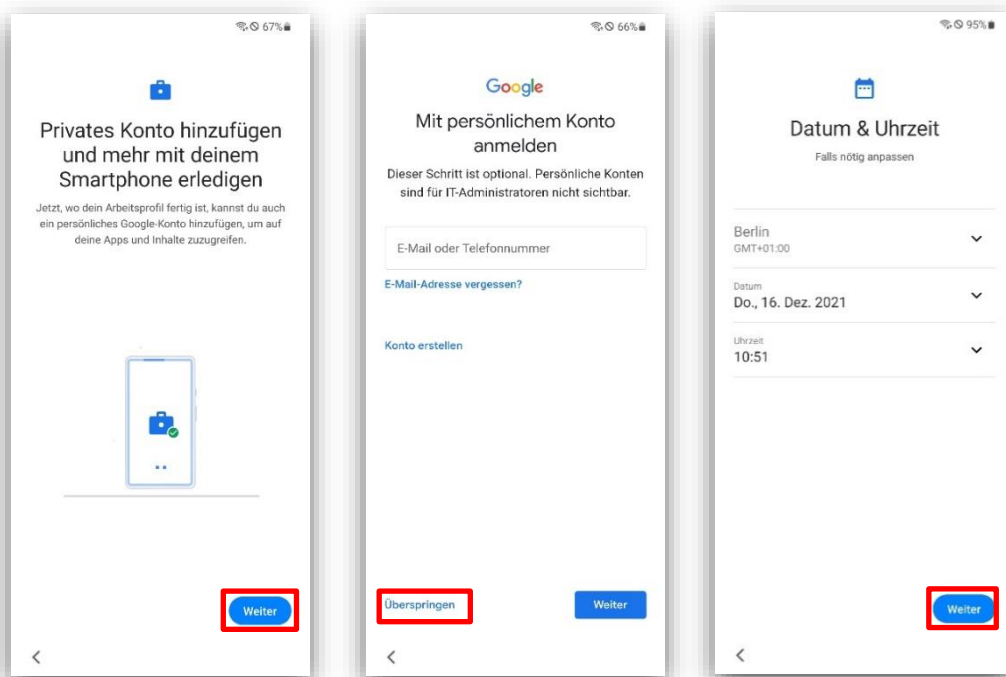 67%
Privates Konto hinzufügen
und mehr mit deinem
Smartphone erledigen
Jetzt, wo dein Arbeitsprofil fertig ist, kannst du auch
ein persönliches Google-Konto hinzufügen, um auf
deine Apps und Inhalte zuzugreifen.
Weiter
66%
Google
Mit persönlichem Konto
anmelden
Dieser Schritt ist optional. Persönliche Konten
sind für IT-Administratoren nicht sichtbar.
E-Mail oder Telefonnummer
E-Mail-Adresse vergessen?
Konto erstellen
Überspringen
Weiter
95%
Datum & Uhrzeit
Falls nötig anpassen
Berlin
GMT+01:00
Datum
Do., 16. Dez. 2021
Uhrzeit
10:51
Weiter